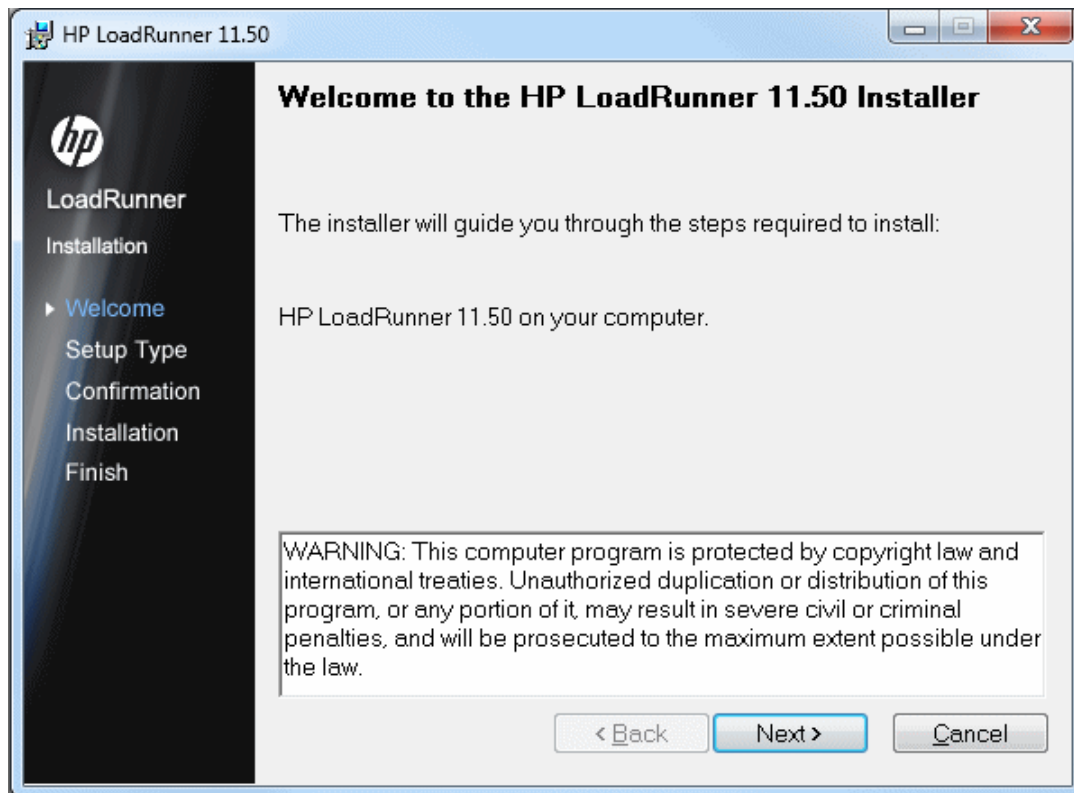 HP LoadRunner 11.50
hp
LoadRunner
Installation
Welcome
Setup Type
Confirmation
Installation
Finish
Welcome to the HP LoadRunner 11.50 Installer
The installer will guide you through the steps required to install:
HP LoadRunner 11.50 on your computer.
WARNING: This computer program is protected by copyright law and
international treaties. Unauthorized duplication or distribution of this
program, or any portion of it, may result in severe civil or criminal
penalties, and will be prosecuted to the maximum extent possible under
the law.
< Back Next > Cancel